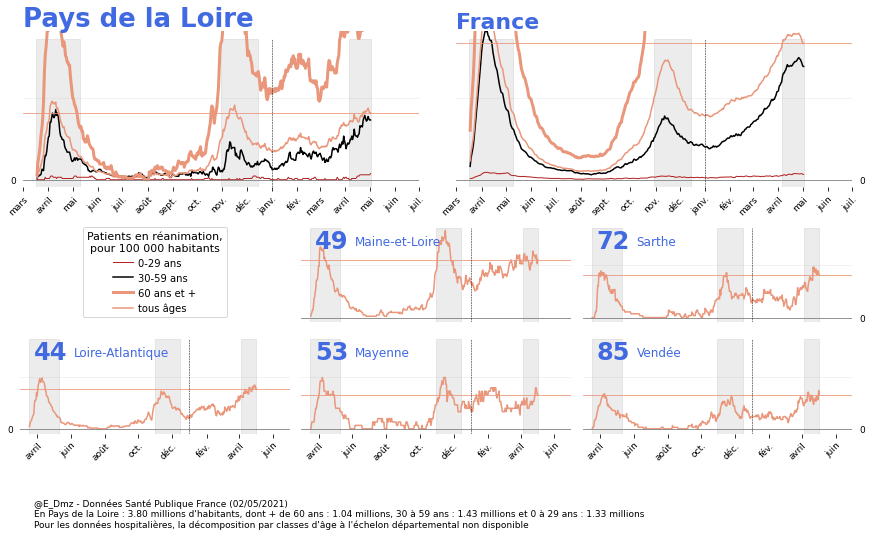 Pays de la Loire
France
0
0
mars avril mai juin juil. août sept. oct. nov. déc. janv. fév. mars avril mai juin juil.
mars avril mai juin juil. août sept. oct. nov. déc. janv. fév. mars avril mai juin juil.
Patients en réanimation,
pour 100 000 habitants
0-29 ans
30-59 ans
60 ans et +
tous âges
49 Maine-et-Loire
72 Sarthe
0
44 Loire-Atlantique
53 Mayenne
85 Vendée
0
0
avril juin août oct. déc. fév. avril juin
avril juin août oct. déc. fév. avril juin
avril juin août oct. déc. fév. avril juin
@E_Dmz - Données Santé Publique France (02/05/2021)
En Pays de la Loire : 3.80 millions d'habitants, dont + de 60 ans : 1.04 millions, 30 à 59 ans : 1.43 millions et 0 à 29 ans : 1.33 millions
Pour les données hospitalières, la décomposition par classes d'âge à l'échelon départemental non disponible